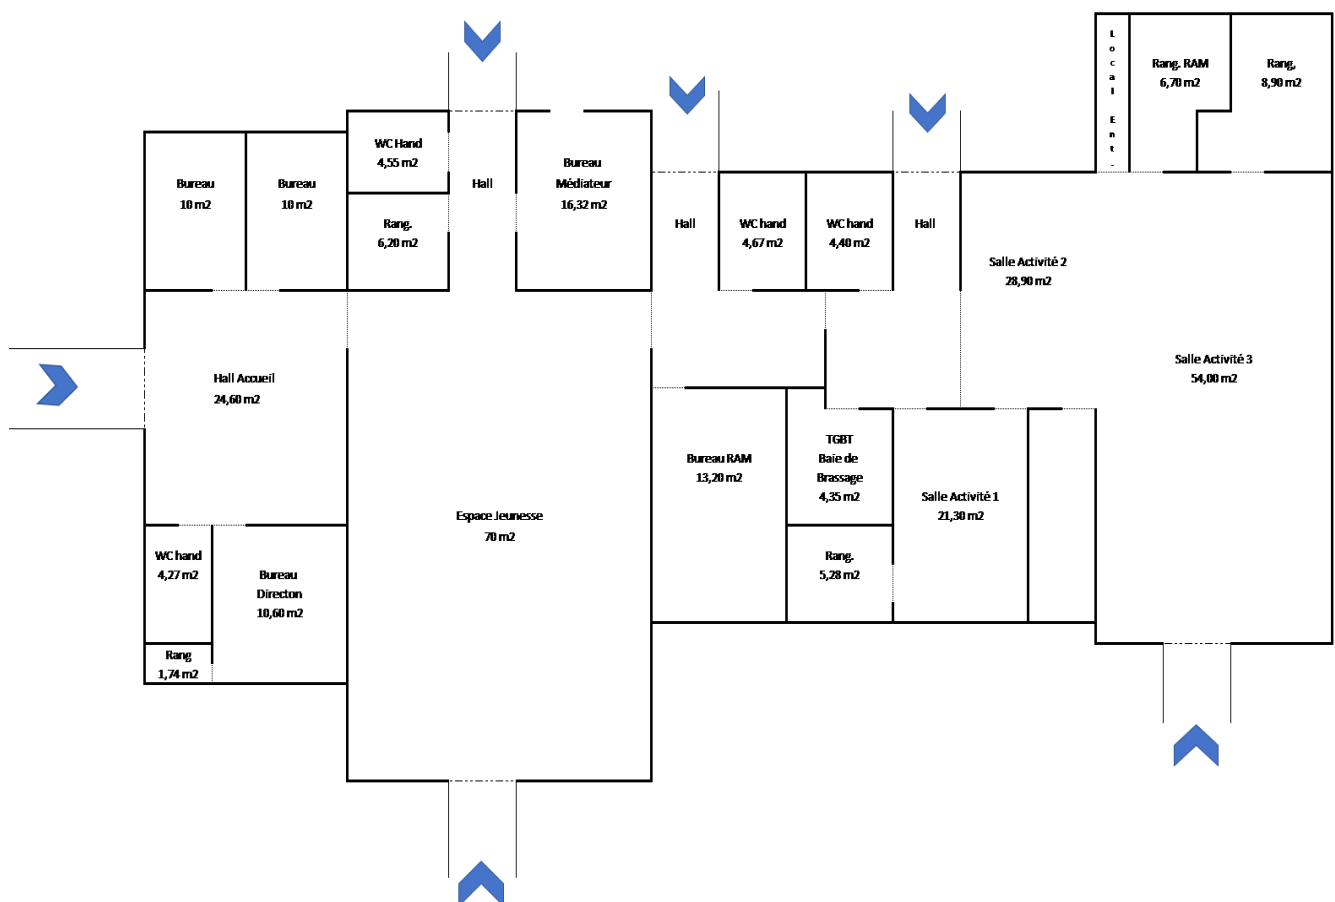 Local Ent.
Rang. RAM
6,70 m2
Rang,
8,90 m2
WC Hand
4,55 m2
Bureau
10 m2
Bureau
10 m2
Hall
Bureau
Médiateur
16,32 m2
Rang.
6,20 m2
Hall
WC hand
4,67 m2
WC hand
4,40 m2
Hall
Salle Activité 2
28,90 m2
Salle Activité 3
54,00 m2
Hall Accueil
24,60 m2
Bureau RAM
13,20 m2
TGBT
Baie de
Brassage
4,35 m2
Salle Activité 1
21,30 m2
Espace Jeunesse
70 m2
WC hand
4,27 m2
Bureau
Directon
10,60 m2
Rang.
5,28 m2
Rang
1,74 m2